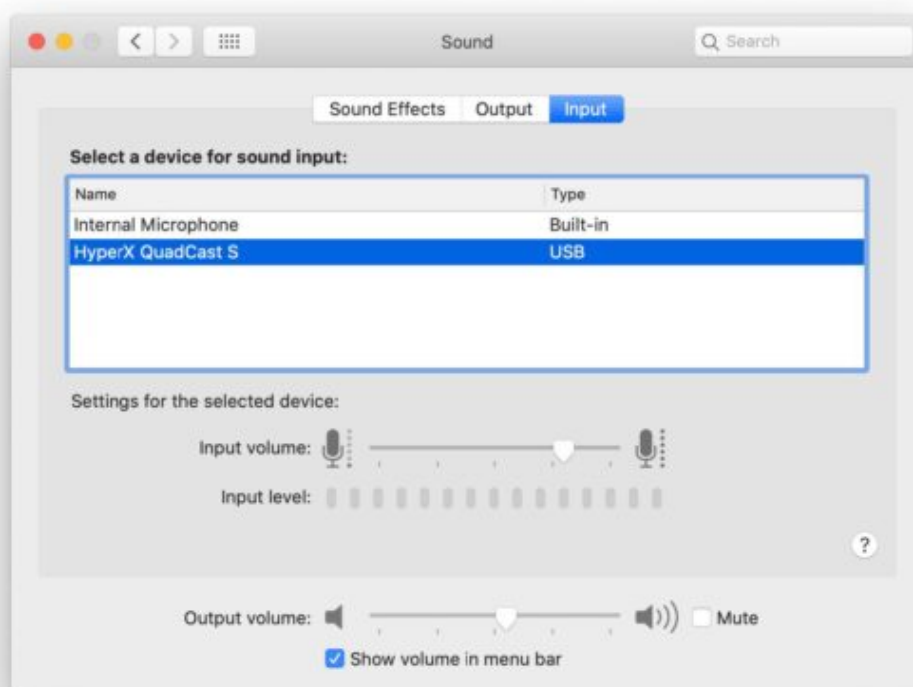 Sound
Search
Sound Effects Output Input
Select a device for sound input:
Name Type
Internal Microphone Built-in
HyperX QuadCast S USB
Settings for the selected device:
Input volume:
Input level:
?
Output volume: Mute
Show volume in menu bar